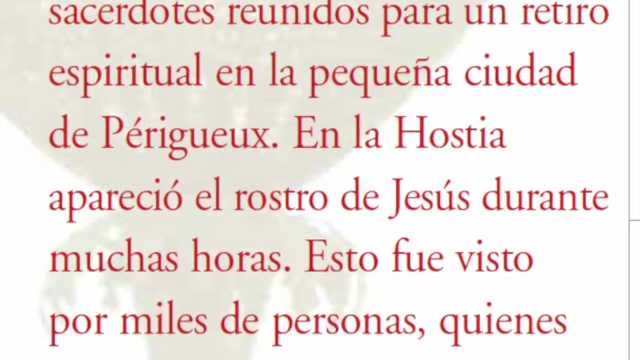 sacerdotes reunidos para un retiro
espiritual en la pequeña ciudad
de Périgueux. En la Hostia
apareció el rostro de Jesús durante
muchas horas. Esto fue visto
por miles de personas, quienes